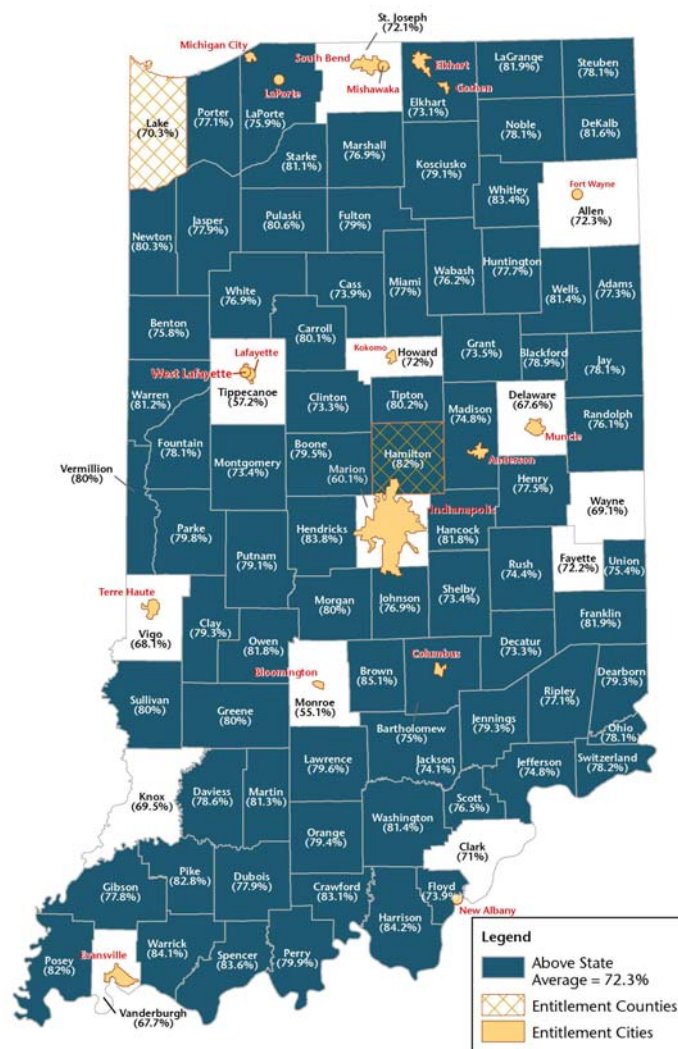 St. Joseph
(72.1%)
Michigan City
South Bend
Elkhart
LaGrange
(81.9%)
Steuben
(78.1%)
LaPorte
Mishawaka
Goshen
Lake
(70.3%)
Porter
(77.1%)
LaPorte
(75.9%)
Elkhart
(73.1%)
Noble
(78.1%)
DeKalb
(81.6%)
Starke
(81.1%)
Marshall
(76.9%)
Kosciusko
(79.1%)
Whitley
(83.4%)
Fort Wayne
Allen
(72.3%)
Newton
(80.3%)
Jasper
(77.9%)
Pulaski
(80.6%)
Fulton
(79%)
White
(76.9%)
Cass
(73.9%)
Miami
(77%)
Wabash
(76.2%)
Huntington
(77.7%)
Wells
(81.4%)
Adams
(77.3%)
Benton
(75.8%)
Carroll
(80.1%)
Kokomo
Howard
(72%)
Grant
(73.5%)
Blackford
(78.9%)
Jay
(78.1%)
Lafayette
West Lafayette
Tippecanoe
(57.2%)
Warren
(81.2%)
Clinton
(73.3%)
Tipton
(80.2%)
Madison
(74.8%)
Delaware
(67.6%)
Muncie
Randolph
(76.1%)
Fountain
(78.1%)
Montgomery
(73.4%)
Boone
(79.5%)
Hamilton
(82%)
Anderson
Vermillion
(80%)
Marion
(60.1%)
Henry
(77.5%)
Wayne
(69.1%)
Indianapolis
Parke
(79.8%)
Putnam
(79.1%)
Hendricks
(83.8%)
Hancock
(81.8%)
Rush
(74.4%)
Fayette
(72.2%)
Union
(75.4%)
Terre Haute
Vigo
(68.1%)
Clay
(79.3%)
Owen
(81.8%)
Morgan
(80%)
Johnson
(76.9%)
Shelby
(73.4%)
Franklin
(81.9%)
Decatur
(73.3%)
Bloomington
Monroe
(55.1%)
Brown
(85.1%)
Columbus
Bartholomew
(75%)
Sullivan
(80%)
Greene
(80%)
Dearborn
(79.3%)
Ripley
(77.1%)
Jennings
(79.3%)
Ohio
(78.1%)
Switzerland
(78.2%)
Jefferson
(74.8%)
Jackson
(74.1%)
Lawrence
(79.6%)
Knox
(69.5%)
Daviess
(78.6%)
Martin
(81.3%)
Scott
(76.5%)
Washington
(81.4%)
Orange
(79.4%)
Clark
(71%)
Gibson
(77.8%)
Pike
(82.8%)
Dubois
(77.9%)
Crawford
(83.1%)
Floyd
(73.9%)
New Albany
Harrison
(84.2%)
Posey
(82%)
Evansville
Warrick
(84.1%)
Spencer
(83.6%)
Perry
(79.9%)
Vanderburgh
(67.7%)
Legend
Above State
Average = 72.3%
Entitlement Counties
Entitlement Cities